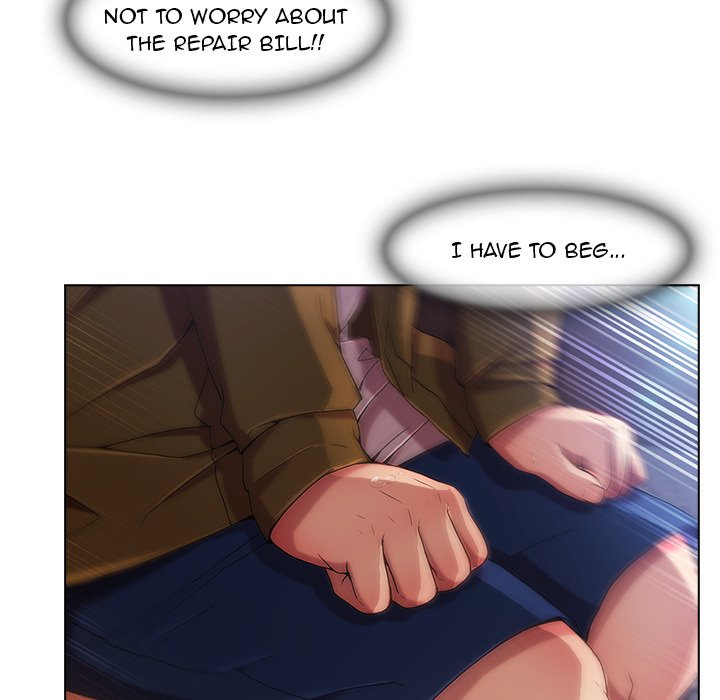 NOT TO WORRY ABOUT
THE REPAIR BILL!!
I HAVE TO BEG...